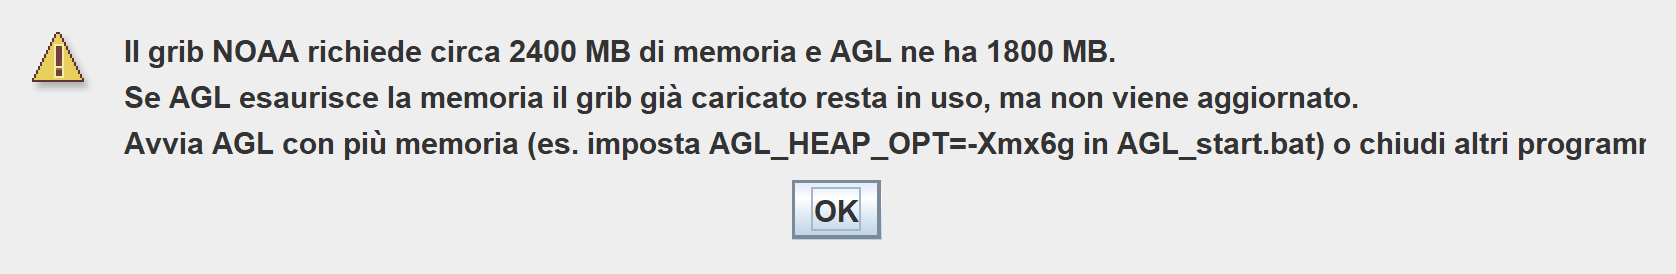 Il grib NOAA richiede circa 2400 MB di memoria e AGL ne ha 1800 MB.
Se AGL esaurisce la memoria il grib già caricato resta in uso, ma non viene aggiornato.
Avvia AGL con più memoria (es. imposta AGL_HEAP_OPT=-Xmx6g in AGL_start.bat) o chiudi altri
OK